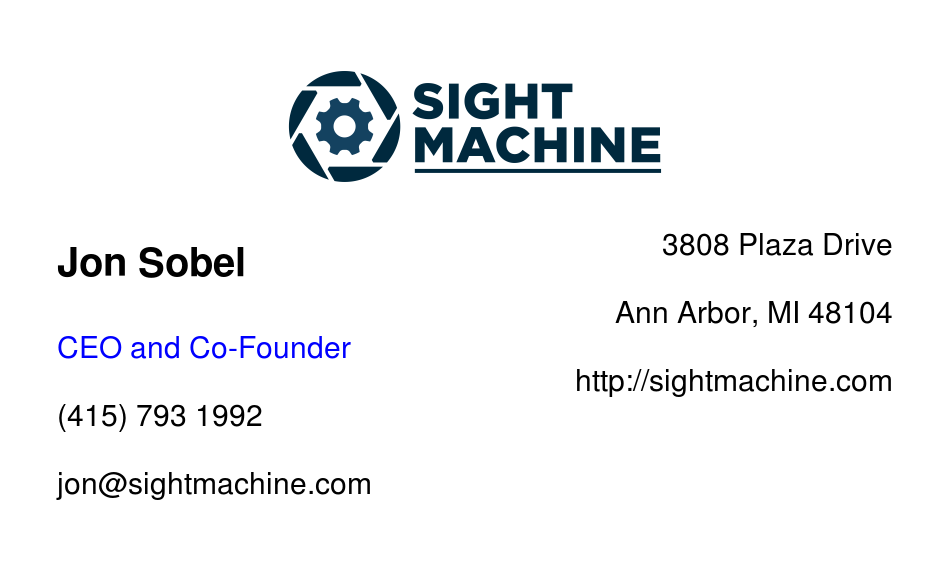 SIGHT
MACHINE
Jon Sobel
CEO and Co-Founder
(415) 793 1992
jon@sightmachine.com
3808 Plaza Drive
Ann Arbor, MI 48104
http://sightmachine.com